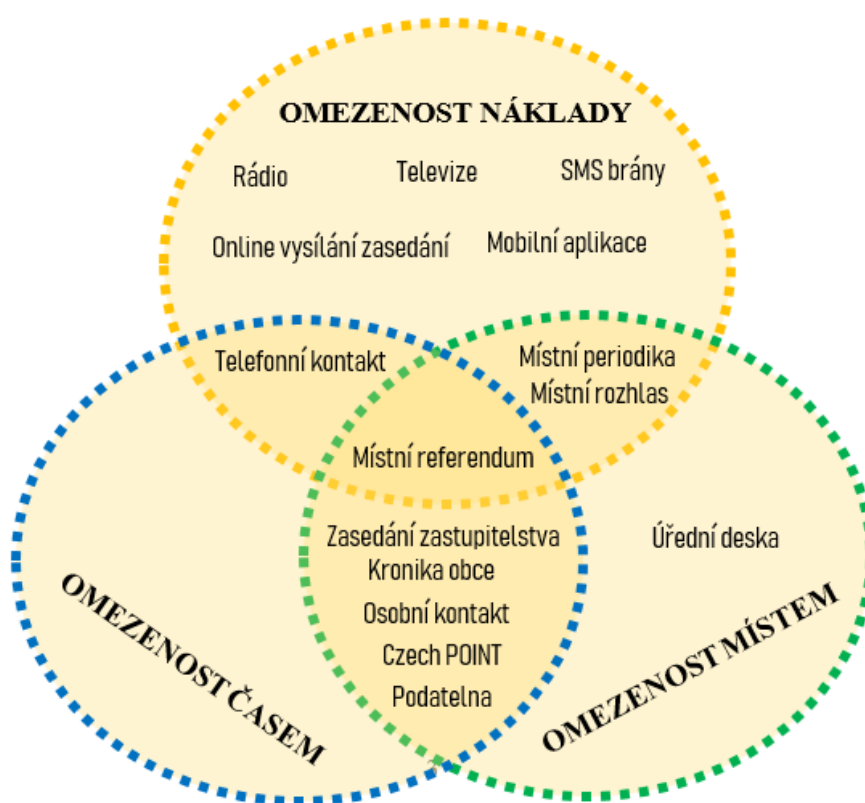 OMEZENOST NÁKLADY
Rádio
Televize
SMS brány
Online vysílání zasedání
Mobilní aplikace
Telefonní kontakt
Místní periodika
Místní rozhlas
Místní referendum
Zasedání zastupitelstva
Kronika obce
Osobní kontakt
Czech POINT
Podatelna
Úřední deska
OMEZENOST ČASEM
OMEZENOST MÍSTEM